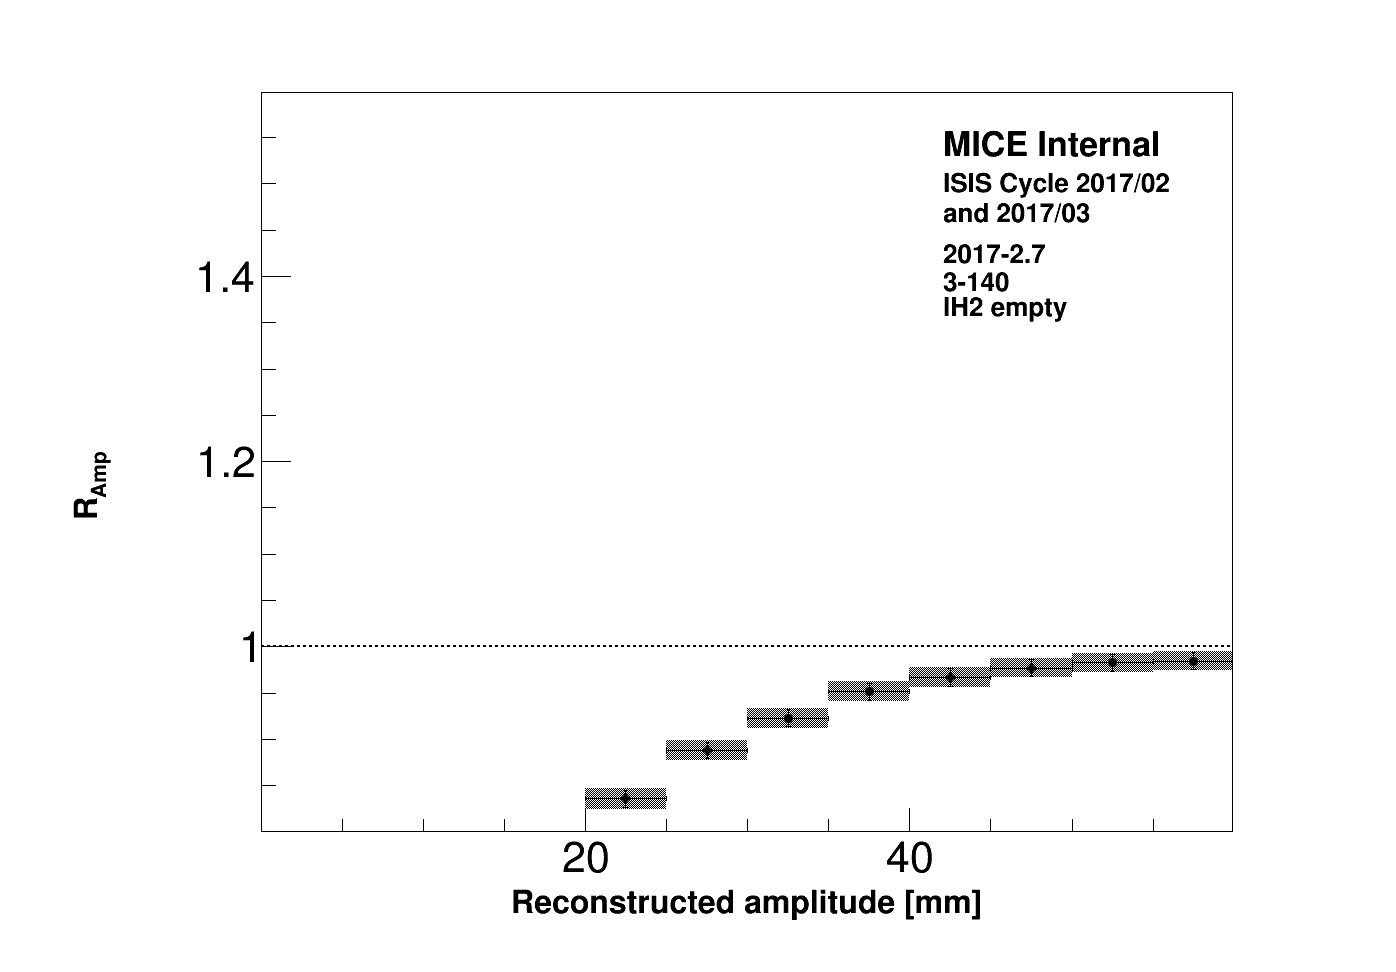 MICE Internal
ISIS Cycle 2017/02
and 2017/03
2017-2.7
3-140
lH2 empty
1.4
1.2
1
R_Amp
20
40
Reconstructed amplitude [mm]